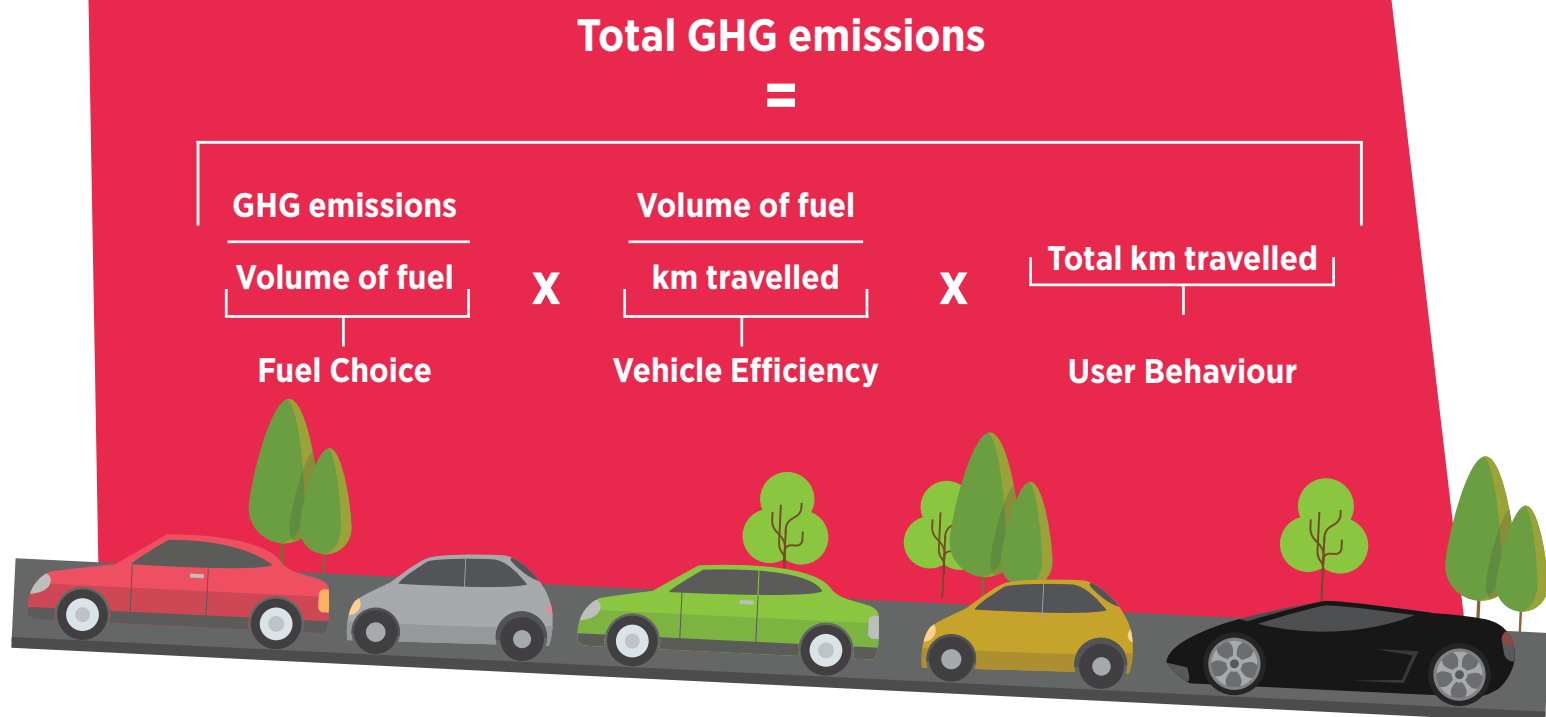 Total GHG emissions
=
GHG emissions
Volume of fuel
Fuel Choice
x
Volume of fuel
km travelled
Vehicle Efficiency
x
Total km travelled
User Behaviour